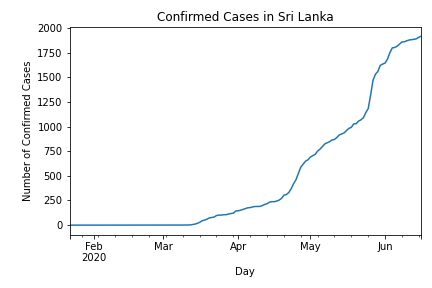 Confirmed Cases in Sri Lanka
Number of Confirmed Cases
2000
1750
1500
1250
1000
750
500
250
0
Feb
2020
Mar
Apr
May
Jun
Day